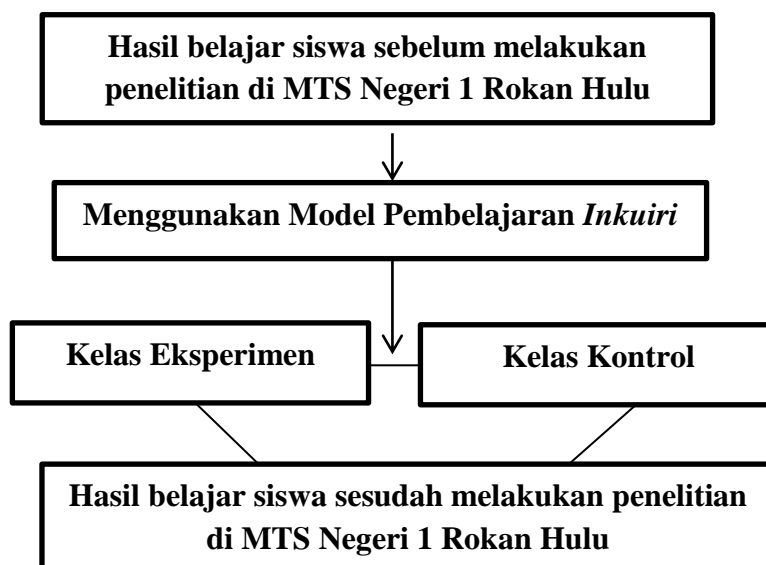 Hasil belajar siswa sebelum melakukan
penelitian di MTS Negeri 1 Rokan Hulu
Menggunakan Model Pembelajaran Inkuiri
Kelas Eksperimen
Kelas Kontrol
Hasil belajar siswa sesudah melakukan penelitian
di MTS Negeri 1 Rokan Hulu